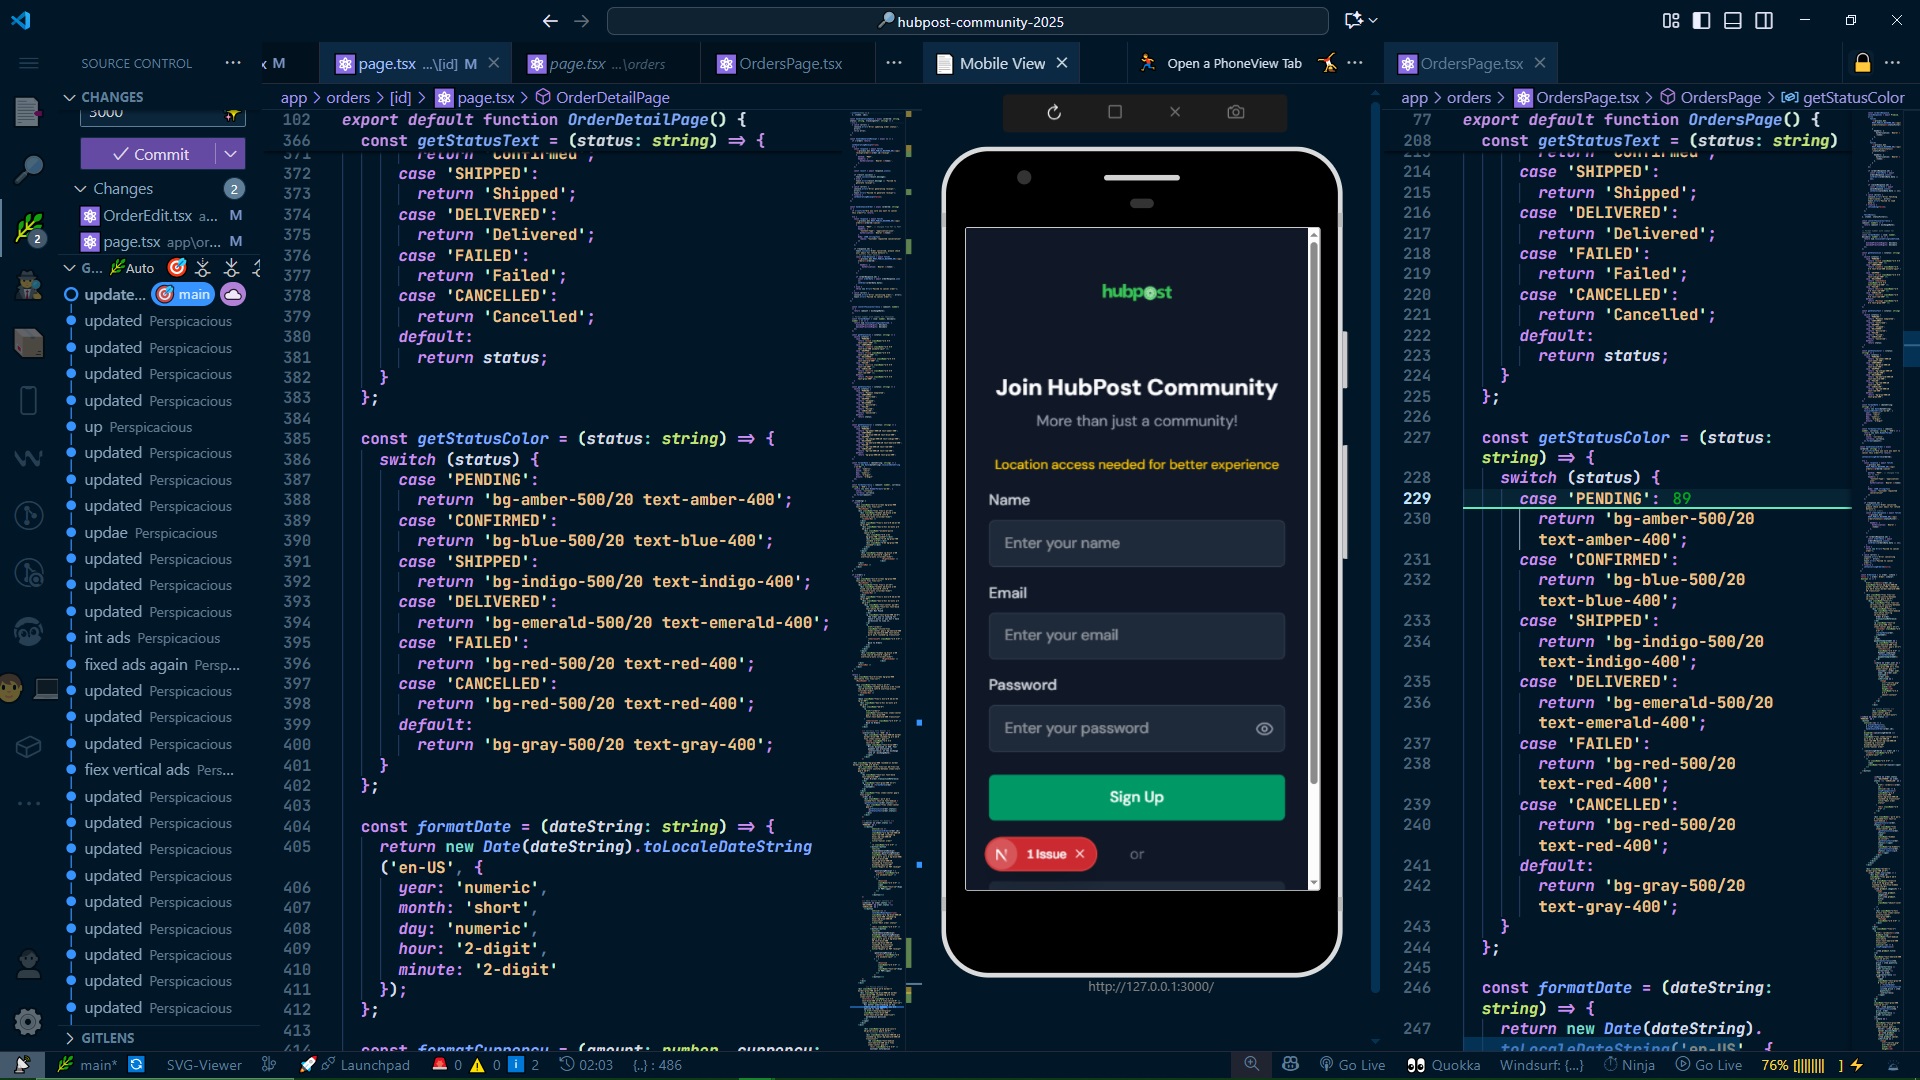 hubpost-community-2025
SOURCE CONTROL
CHANGES
3000
Commit
Changes 2
OrderEdit.tsx a... M
page.tsx app\or... M
G... Auto
update... main
updated Perspicacious
updated Perspicacious
updated Perspicacious
updated Perspicacious
up Perspicacious
updated Perspicacious
updated Perspicacious
updated Perspicacious
updae Perspicacious
updated Perspicacious
updated Perspicacious
updated Perspicacious
int ads Perspicacious
fixed ads again Persp...
updated Perspicacious
updated Perspicacious
updated Perspicacious
fiex vertical ads Pers...
updated Perspicacious
updated Perspicacious
updated Perspicacious
updated Perspicacious
updated Perspicacious
updated Perspicacious
updated Perspicacious
updated Perspicacious
updated Perspicacious
GITLENS
2
M
page.tsx ...\[id] M
page.tsx ...\orders
OrdersPage.tsx
app > orders > [id] > page.tsx > OrderDetailPage
102 export default function OrderDetailPage() {
366 const getStatusText = (status: string) => {
371 return 'Confirmed';
372 case 'SHIPPED':
373 return 'Shipped';
374 case 'DELIVERED':
375 return 'Delivered';
376 case 'FAILED':
377 return 'Failed';
378 case 'CANCELLED':
379 return 'Cancelled';
380 default:
381 return status;
382 }
383 };
384
385 const getStatusColor = (status: string) => {
386 switch (status) {
387 case 'PENDING':
388 return 'bg-amber-500/20 text-amber-400';
389 case 'CONFIRMED':
390 return 'bg-blue-500/20 text-blue-400';
391 case 'SHIPPED':
392 return 'bg-indigo-500/20 text-indigo-400';
393 case 'DELIVERED':
394 return 'bg-emerald-500/20 text-emerald-400';
395 case 'FAILED':
396 return 'bg-red-500/20 text-red-400';
397 case 'CANCELLED':
398 return 'bg-red-500/20 text-red-400';
399 default:
400 return 'bg-gray-500/20 text-gray-400';
401 }
402 };
403
404 const formatDate = (dateString: string) => {
405 return new Date(dateString).toLocaleDateString
('en-US', {
406 year: 'numeric',
407 month: 'short',
408 day: 'numeric',
409 hour: '2-digit',
410 minute: '2-digit'
411 });
412 };
413
414 const formatCurrency = (amount: number, currency:
Mobile View
Open a PhoneView Tab
hubpost
Join HubPost Community
More than just a community!
Location access needed for better experience
Name
Enter your name
Email
Enter your email
Password
Enter your password
Sign Up
N 1 Issue
or
http://127.0.0.1:3000/
OrdersPage.tsx
app > orders > OrdersPage.tsx > OrdersPage > getStatusColor
77 export default function OrdersPage() {
208 const getStatusText = (status: string)
213 return 'Confirmed';
214 case 'SHIPPED':
215 return 'Shipped';
216 case 'DELIVERED':
217 return 'Delivered';
218 case 'FAILED':
219 return 'Failed';
220 case 'CANCELLED':
221 return 'Cancelled';
222 default:
223 return status;
224 }
225 };
226
227 const getStatusColor = (status:
string) => {
228 switch (status) {
229 case 'PENDING': 89
230 return 'bg-amber-500/20
text-amber-400';
231 case 'CONFIRMED':
232 return 'bg-blue-500/20
text-blue-400';
233 case 'SHIPPED':
234 return 'bg-indigo-500/20
text-indigo-400';
235 case 'DELIVERED':
236 return 'bg-emerald-500/20
text-emerald-400';
237 case 'FAILED':
238 return 'bg-red-500/20
text-red-400';
239 case 'CANCELLED':
240 return 'bg-red-500/20
text-red-400';
241 default:
242 return 'bg-gray-500/20
text-gray-400';
243 }
244 };
245
246 const formatDate = (dateString:
string) => {
247 return new Date(dateString).
toLocaleDateString('en-US', {
main* SVG-Viewer Launchpad 0 0 2 02:03 {..} : 486 Go Live Quokka Windsurf: {...} Ninja Go Live 76%